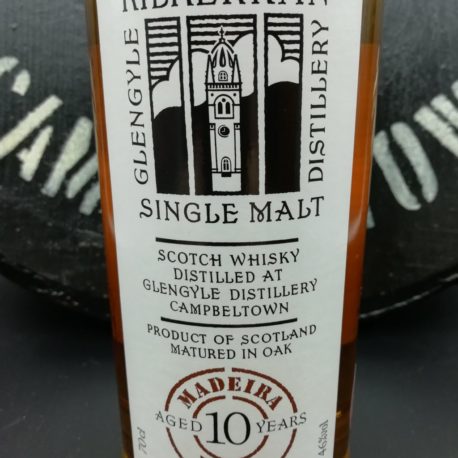 GLENGYLE
DISTILLERY
SINGLE MALT
SCOTCH WHISKY
DISTILLED AT
GLENGYLE DISTILLERY
CAMPBELTOWN
PRODUCT OF SCOTLAND
MATURED IN OAK
MADEIRA
AGED 10 YEARS
70cl
46%vol